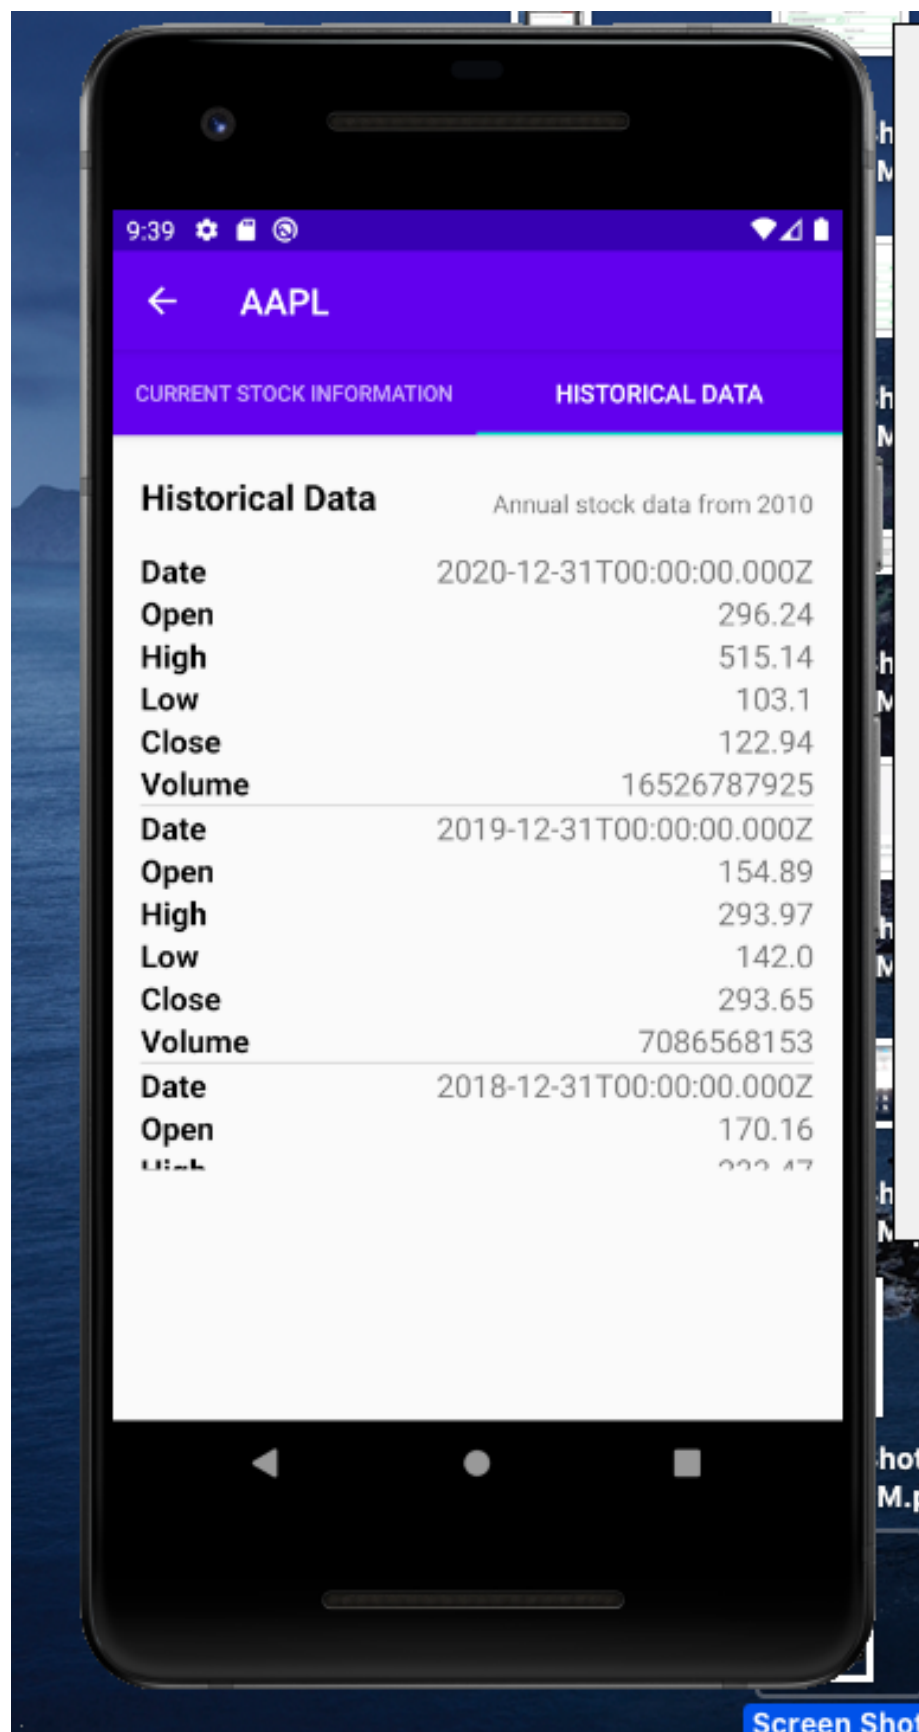 9:39
AAPL
CURRENT STOCK INFORMATION HISTORICAL DATA
Historical Data Annual stock data from 2010
Date 2020-12-31T00:00:00.000Z
Open 296.24
High 515.14
Low 103.1
Close 122.94
Volume 16526787925
Date 2019-12-31T00:00:00.000Z
Open 154.89
High 293.97
Low 142.0
Close 293.65
Volume 7086568153
Date 2018-12-31T00:00:00.000Z
Open 170.16
Screen Shot